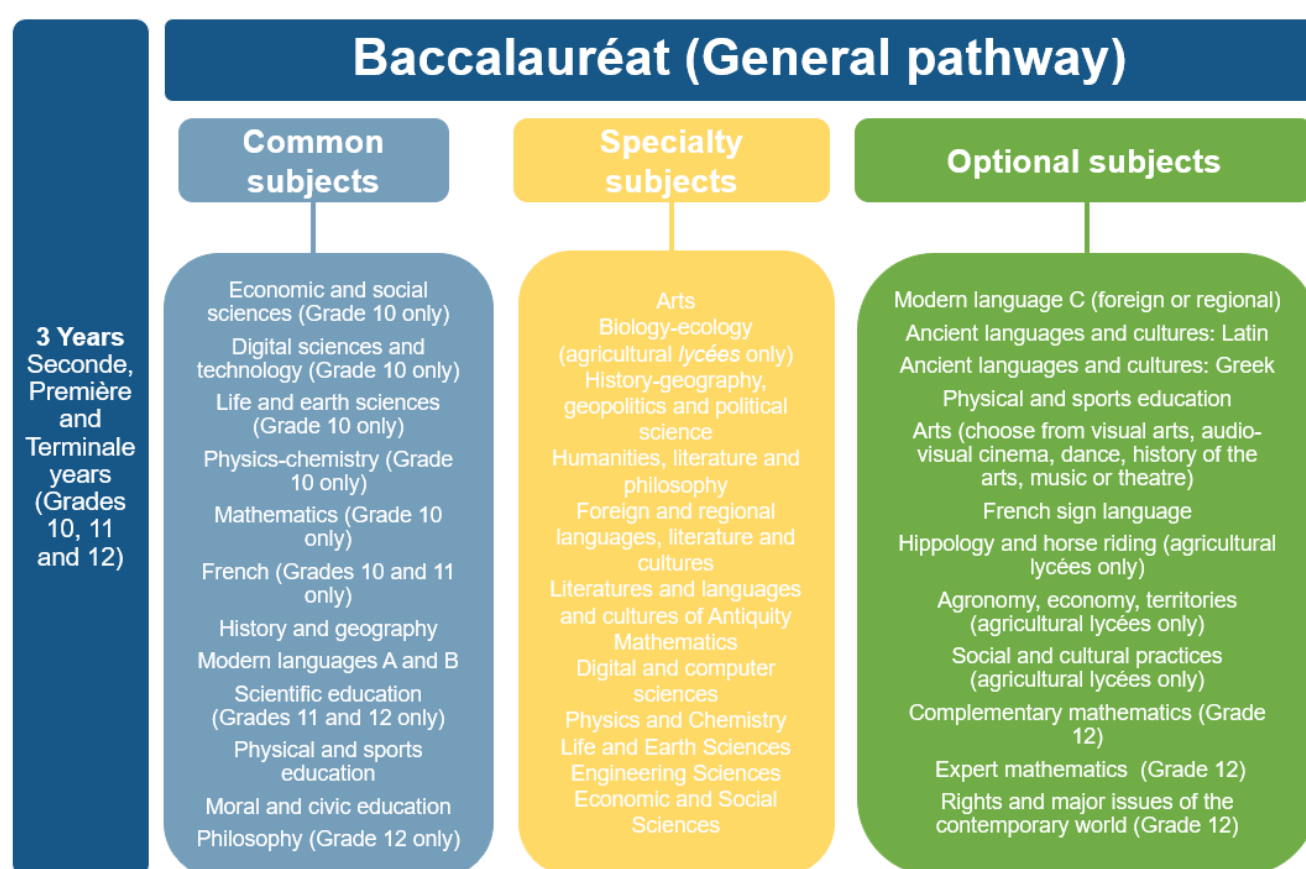 Baccalauréat (General pathway)
3 Years
Seconde,
Première
and
Terminale
years
(Grades
10, 11
and 12)
Common
subjects
Economic and social
sciences (Grade 10 only)
Digital sciences and
technology (Grade 10 only)
Life and earth sciences
(Grade 10 only)
Physics-chemistry (Grade
10 only)
Mathematics (Grade 10
only)
French (Grades 10 and 11
only)
History and geography
Modern languages A and B
Scientific education
(Grades 11 and 12 only)
Physical and sports
education
Moral and civic education
Philosophy (Grade 12 only)
Specialty
subjects
Arts
Biology-ecology
(agricultural lycées only)
History-geography,
geopolitics and political
science
Humanities, literature and
philosophy
Foreign and regional
languages, literature and
cultures
Literatures and languages
and cultures of Antiquity
Mathematics
Digital and computer
sciences
Physics and Chemistry
Life and Earth Sciences
Engineering Sciences
Economic and Social
Sciences
Optional subjects
Modern language C (foreign or regional)
Ancient languages and cultures: Latin
Ancient languages and cultures: Greek
Physical and sports education
Arts (choose from visual arts, audio-
visual cinema, dance, history of the
arts, music or theatre)
French sign language
Hippology and horse riding (agricultural
lycées only)
Agronomy, economy, territories
(agricultural lycées only)
Social and cultural practices
(agricultural lycées only)
Complementary mathematics (Grade
12)
Expert mathematics (Grade 12)
Rights and major issues of the
contemporary world (Grade 12)